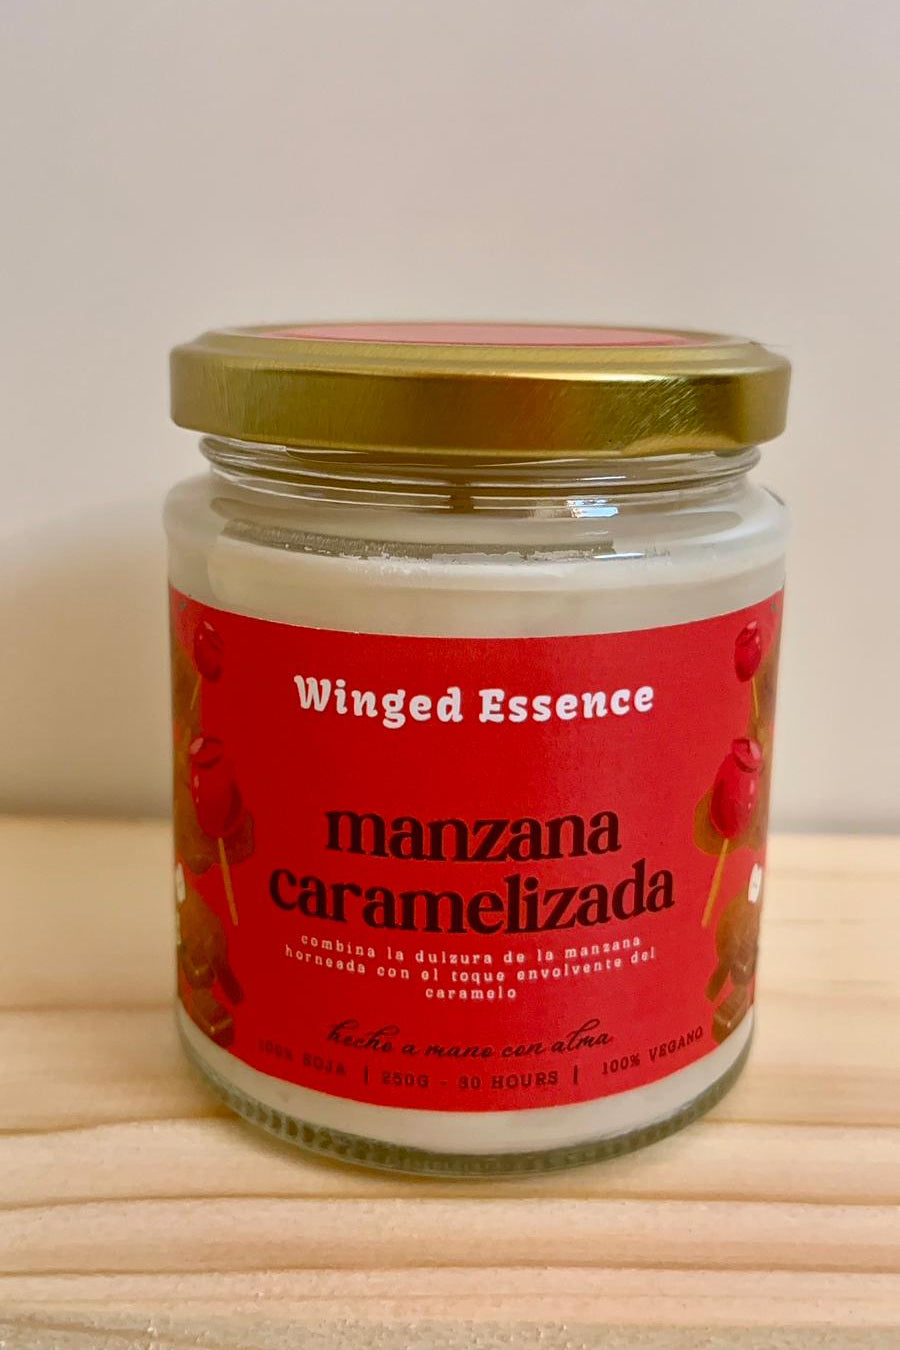 Winged Essence
manzana
caramelizada
combina la dulzura de la manzana
horneada con el toque envolvente del
caramelo
hecho a mano con alma
100% SOJA | 250G - 30 HOURS | 100% VEGANO